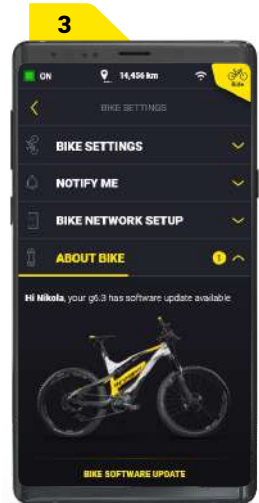 3
ON 14,456 km Ride
BIKE SETTINGS
BIKE SETTINGS
NOTIFY ME
BIKE NETWORK SETUP
ABOUT BIKE 1
Hi Nikola, your g6.3 has software update available
BIKE SOFTWARE UPDATE